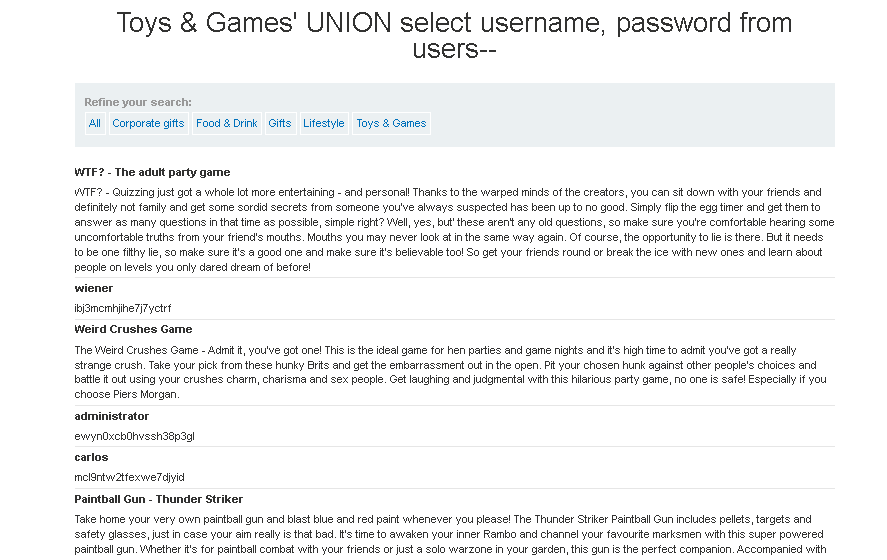 Toys & Games' UNION select username, password from
users--
Refine your search:
All Corporate gifts Food & Drink Gifts Lifestyle Toys & Games
WTF? - The adult party game
WTF? - Quizzing just got a whole lot more entertaining - and personal! Thanks to the warped minds of the creators, you can sit down with your friends and
definitely not family and get some sordid secrets from someone you've always suspected has been up to no good. Simply flip the egg timer and get them to
answer as many questions in that time as possible, simple right? Well, yes, but' these aren't any old questions, so make sure you're comfortable hearing some
uncomfortable truths from your friend's mouths. Mouths you may never look at in the same way again. Of course, the opportunity to lie is there. But it needs
to be one filthy lie, so make sure it's a good one and make sure it's believable too! So get your friends round or break the ice with new ones and learn about
people on levels you only dared dream of before!
wiener
ibj3mcmhjihe7j7yctrf
Weird Crushes Game
The Weird Crushes Game - Admit it, you've got one! This is the ideal game for hen parties and game nights and it's high time to admit you've got a really
strange crush. Take your pick from these hunky Brits and get the embarrassment out in the open. Pit your chosen hunk against other people's choices and
battle it out using your crushes charm, charisma and sex people. Get laughing and judgmental with this hilarious party game, no one is safe! Especially if you
choose Piers Morgan.
administrator
ewyn0xcb0hvssh38p3gl
carlos
mcl9ntw2tfexwe7djyid
Paintball Gun - Thunder Striker
Take home your very own paintball gun and blast blue and red paint whenever you please! The Thunder Striker Paintball Gun includes pellets, targets and
safety glasses, just in case your aim really is that bad. It's time to awaken your inner Rambo and channel your favourite marksmen with this super powered
paintball gun. Whether it's for paintball combat with your friends or just a solo warzone in your garden, this gun is the perfect companion. Accompanied with